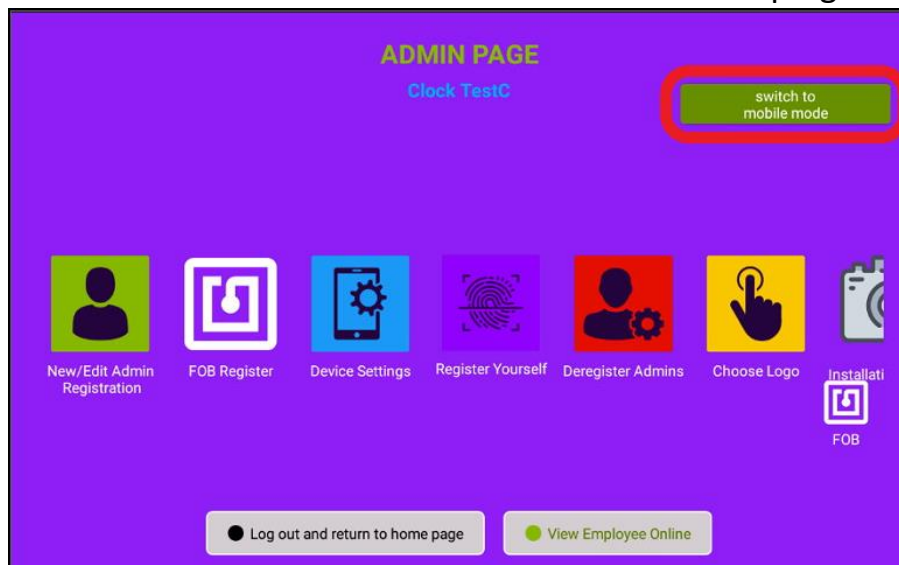 ADMIN PAGE
Clock TestC
switch to
mobile mode
New/Edit Admin
Registration
FOB Register
Device Settings
Register Yourself
Deregister Admins
Choose Logo
Installati
FOB
Log out and return to home page
View Employee Online